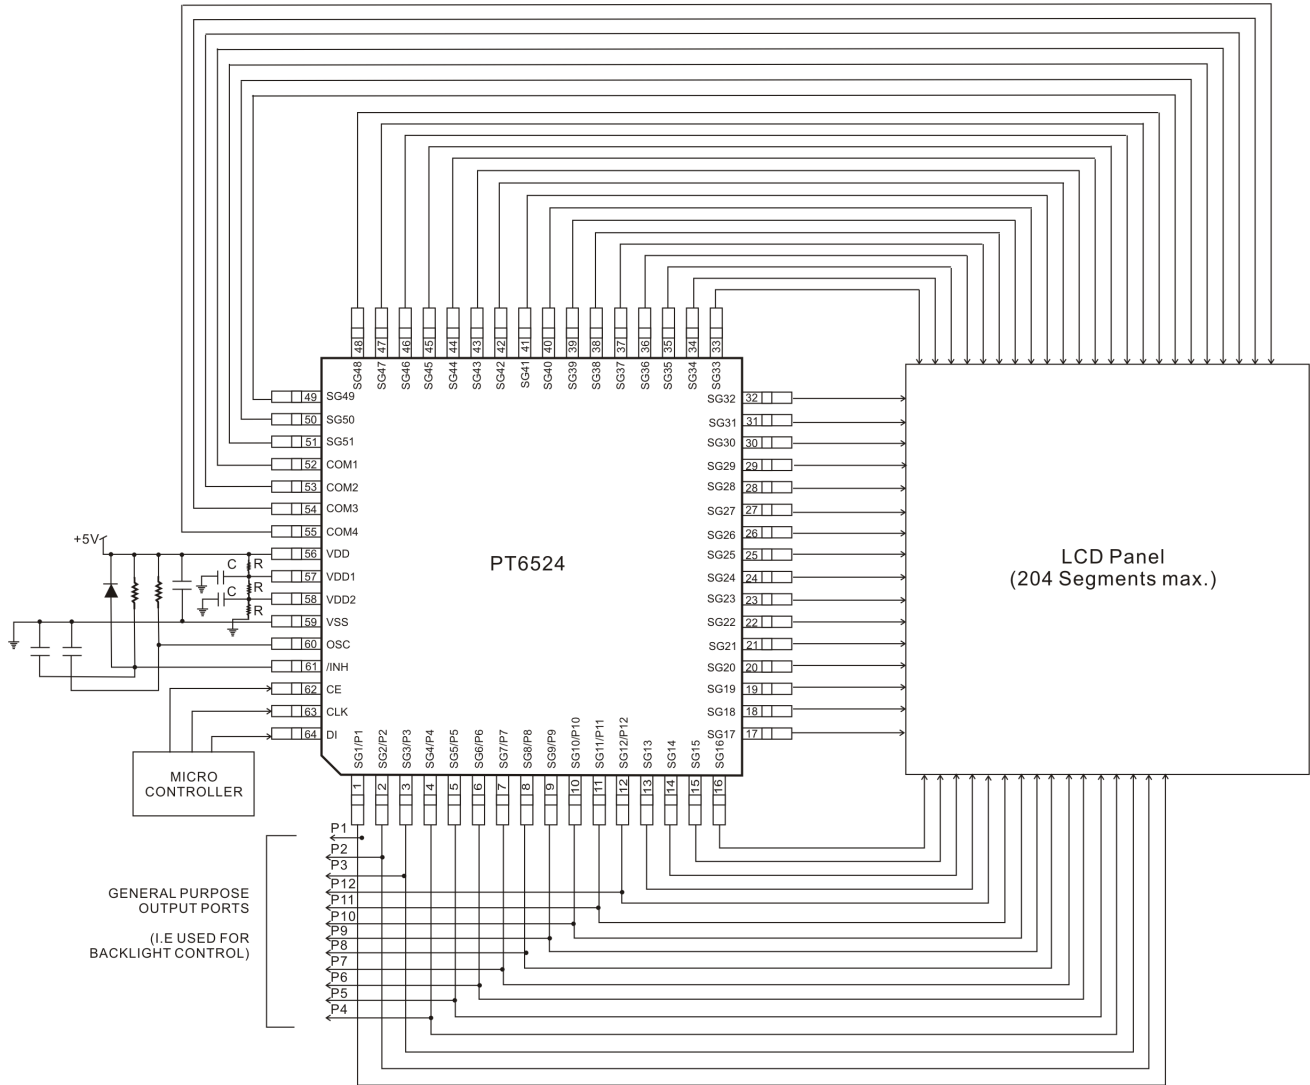 48
47
46
45
44
43
42
41
40
39
38
37
36
35
34
33
SG48
SG47
SG46
SG45
SG44
SG43
SG42
SG41
SG40
SG39
SG38
SG37
SG36
SG35
SG34
SG33
49 SG49
50 SG50
51 SG51
52 COM1
53 COM2
54 COM3
55 COM4
56 VDD
57 VDD1
58 VDD2
59 VSS
60 OSC
61 /INH
62 CE
63 CLK
64 DI
+5V
C
R
C
R
R
PT6524
SG32 32
SG31 31
SG30 30
SG29 29
SG28 28
SG27 27
SG26 26
SG25 25
SG24 24
SG23 23
SG22 22
SG21 21
SG20 20
SG19 19
SG18 18
SG17 17
LCD Panel
(204 Segments max.)
MICRO
CONTROLLER
SG1/P1
SG2/P2
SG3/P3
SG4/P4
SG5/P5
SG6/P6
SG7/P7
SG8/P8
SG9/P9
SG10/P10
SG11/P11
SG12/P12
SG13
SG14
SG15
SG16
1
2
3
4
5
6
7
8
9
10
11
12
13
14
15
16
P1
P2
P3
P12
P11
P10
P9
P8
P7
P6
P5
P4
GENERAL PURPOSE
OUTPUT PORTS
(I.E USED FOR
BACKLIGHT CONTROL)